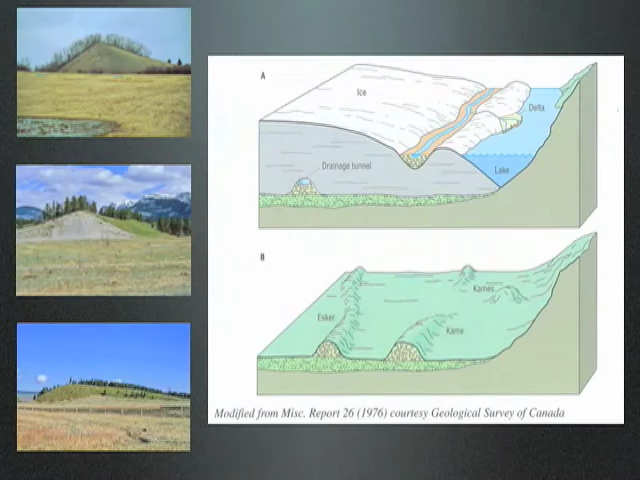 A
Ice
Delta
Drainage tunnel
Lake
B
Kames
Esker
Kame
Modified from Misc. Report 26 (1976) courtesy Geological Survey of Canada